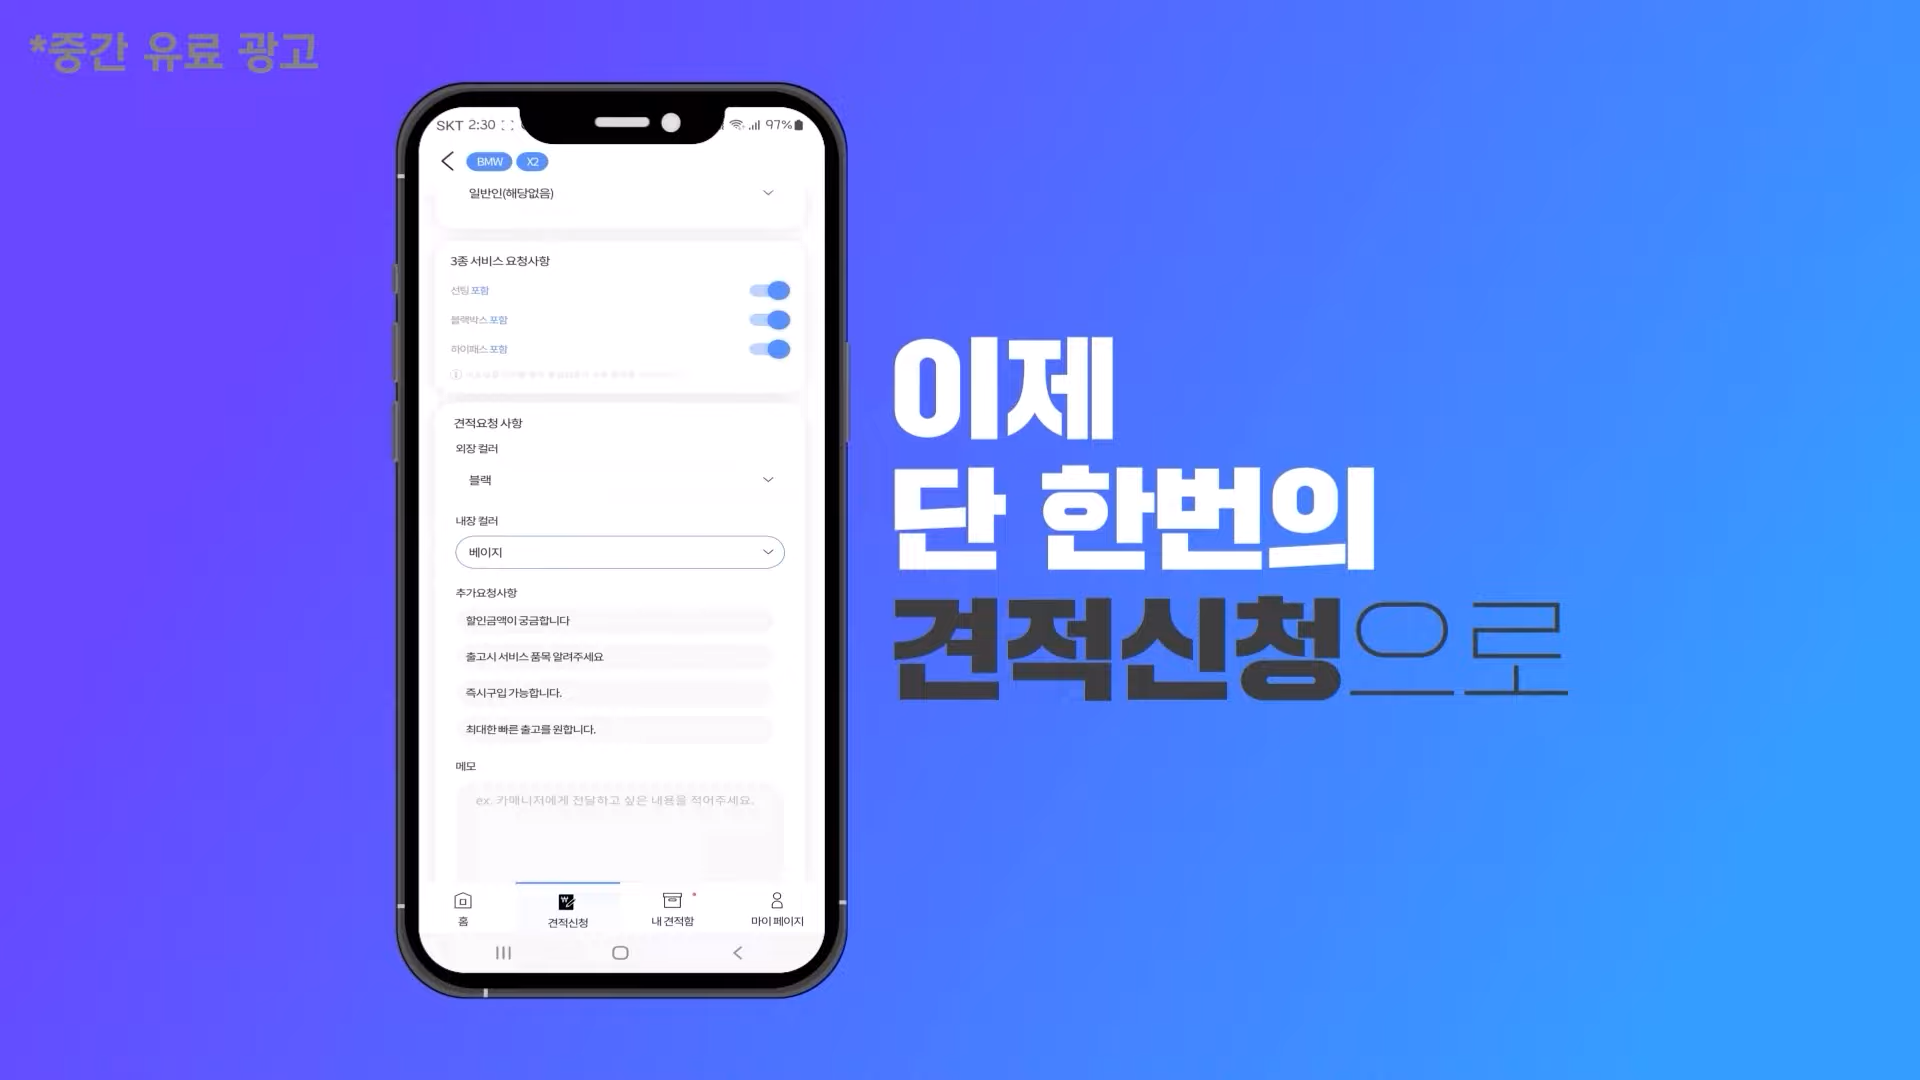 *중간 유료 광고
SKT 2:30
97%
BMW X2
일반인(해당없음)
3종 서비스 요청사항
선팅 포함
블랙박스 포함
하이패스 포함
견적요청 사항
외장 컬러
블랙
내장 컬러
베이지
추가요청사항
할인금액이 궁금합니다
출고시 서비스 품목 알려주세요
즉시구입 가능합니다.
최대한 빠른 출고를 원합니다.
메모
ex. 카매니저에게 전달하고 싶은 내용을 적어주세요.
홈 견적신청 내 견적함 마이 페이지
이제
단 한번의
견적신청으로